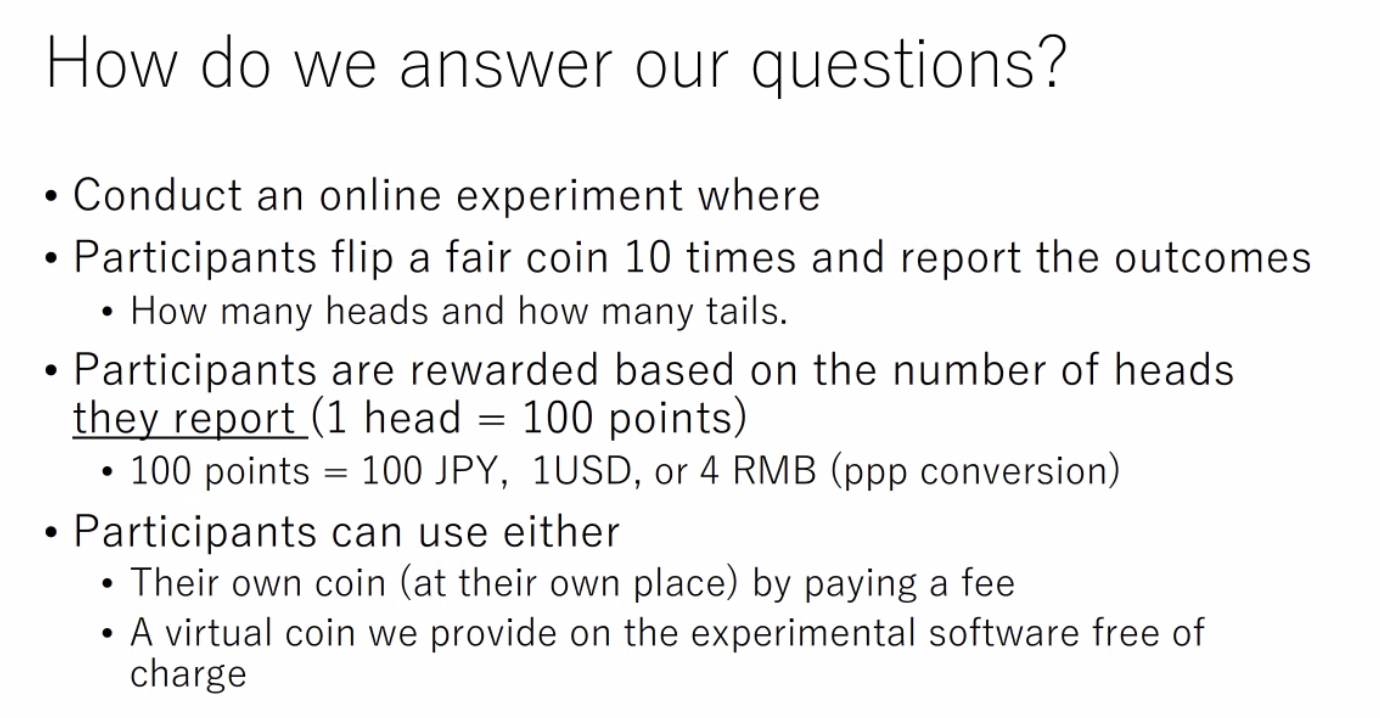 How do we answer our questions?
• Conduct an online experiment where
• Participants flip a fair coin 10 times and report the outcomes
• How many heads and how many tails.
• Participants are rewarded based on the number of heads
they report (1 head = 100 points)
• 100 points = 100 JPY,  1USD, or 4 RMB (ppp conversion)
• Participants can use either
• Their own coin (at their own place) by paying a fee
• A virtual coin we provide on the experimental software free of
charge